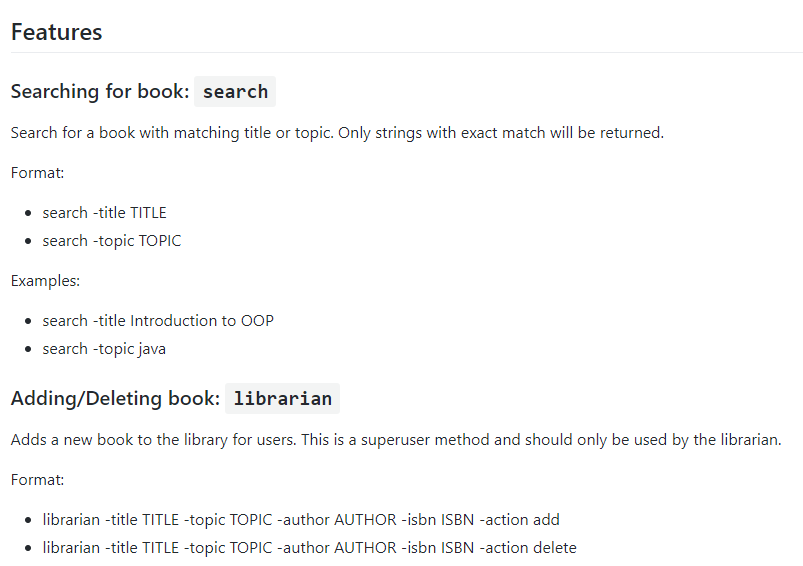 Features
Searching for book: search
Search for a book with matching title or topic. Only strings with exact match will be returned.
Format:
• search -title TITLE
• search -topic TOPIC
Examples:
• search -title Introduction to OOP
• search -topic java
Adding/Deleting book: librarian
Adds a new book to the library for users. This is a superuser method and should only be used by the librarian.
Format:
• librarian -title TITLE -topic TOPIC -author AUTHOR -isbn ISBN -action add
• librarian -title TITLE -topic TOPIC -author AUTHOR -isbn ISBN -action delete